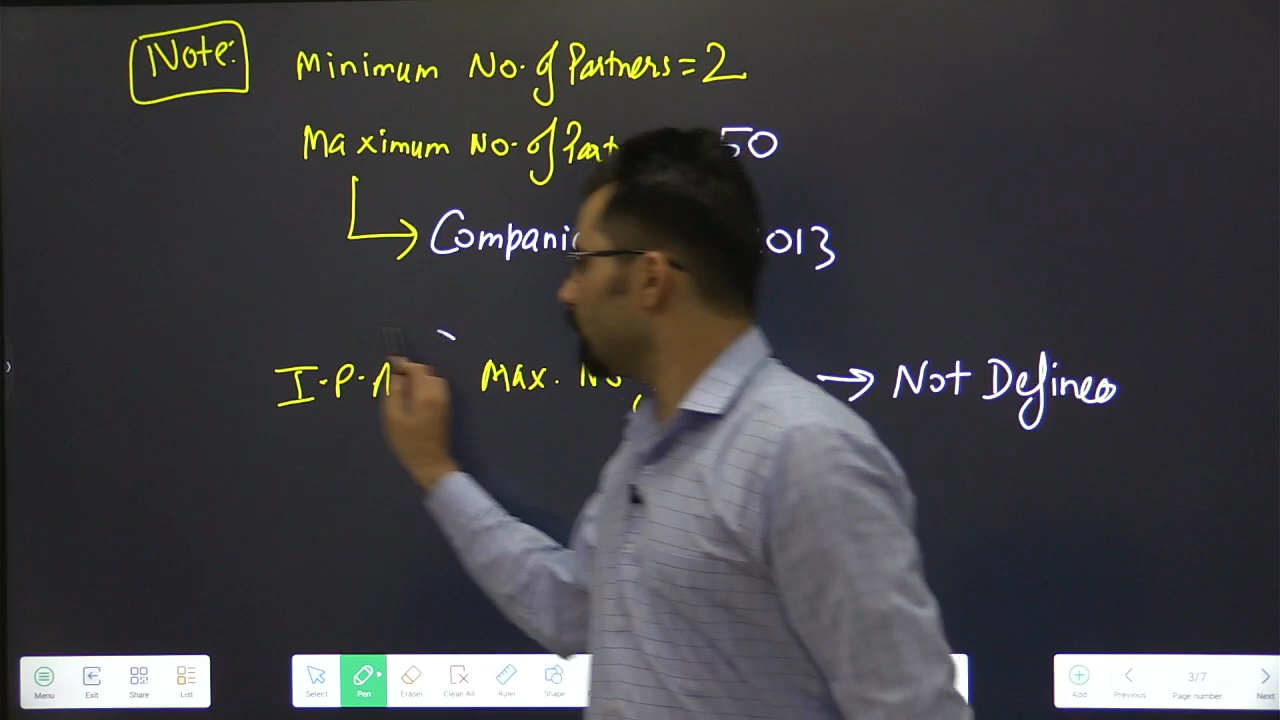 Note: Minimum No. of Partners = 2
Maximum No. of Part 50
Compani 013
I.P.A Max. No → Not Defined
Menu Exit Share List Select Pen Eraser Clean All Ruler Shape Add Previous 3/7 Page number Next